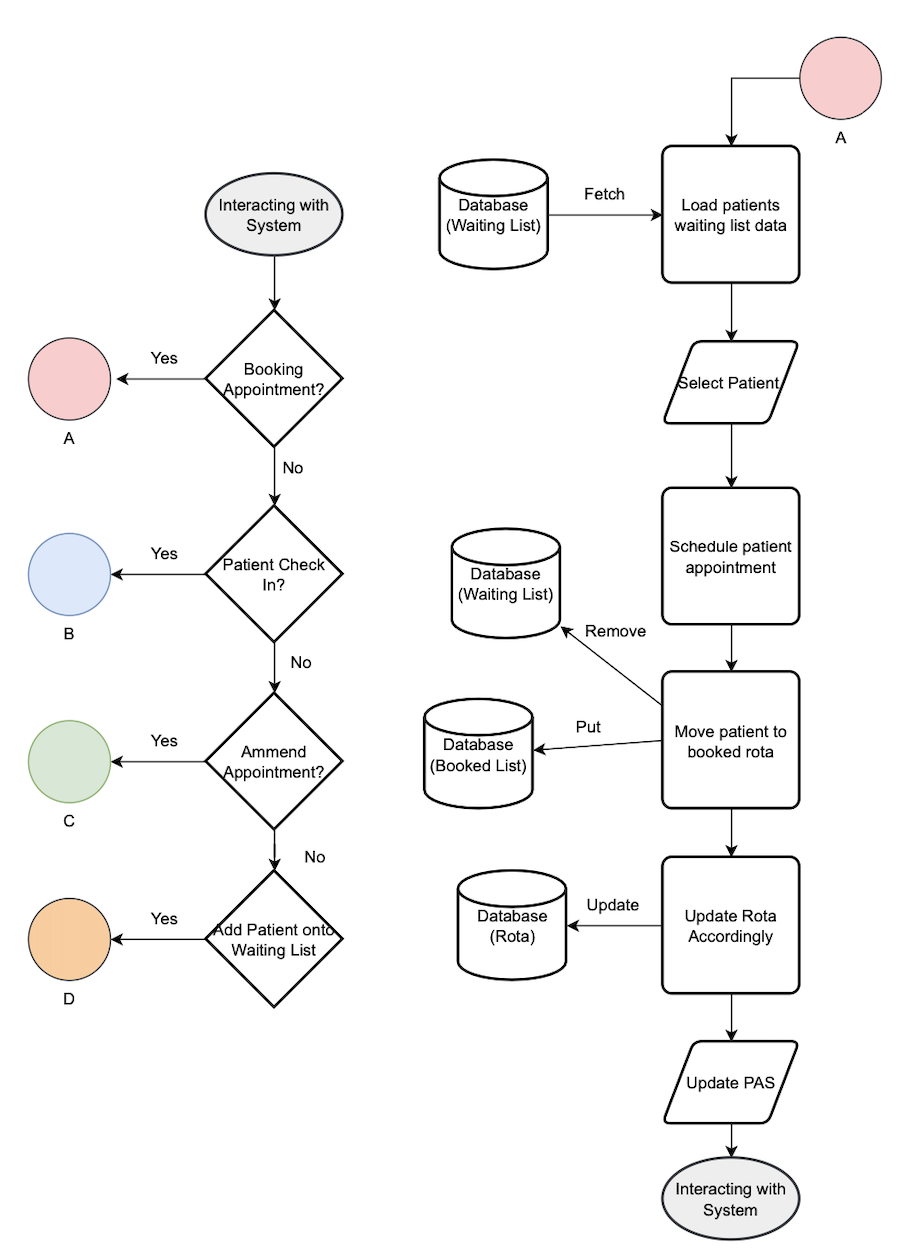 Interacting with
System
Booking
Appointment?
Yes
A
No
Patient Check
In?
Yes
B
No
Ammend
Appointment?
Yes
C
No
Add Patient onto
Waiting List
Yes
D
A
Database
(Waiting List)
Fetch
Load patients
waiting list data
Select Patient
Schedule patient
appointment
Database
(Waiting List)
Remove
Move patient to
booked rota
Put
Database
(Booked List)
Update Rota
Accordingly
Update
Database
(Rota)
Update PAS
Interacting with
System